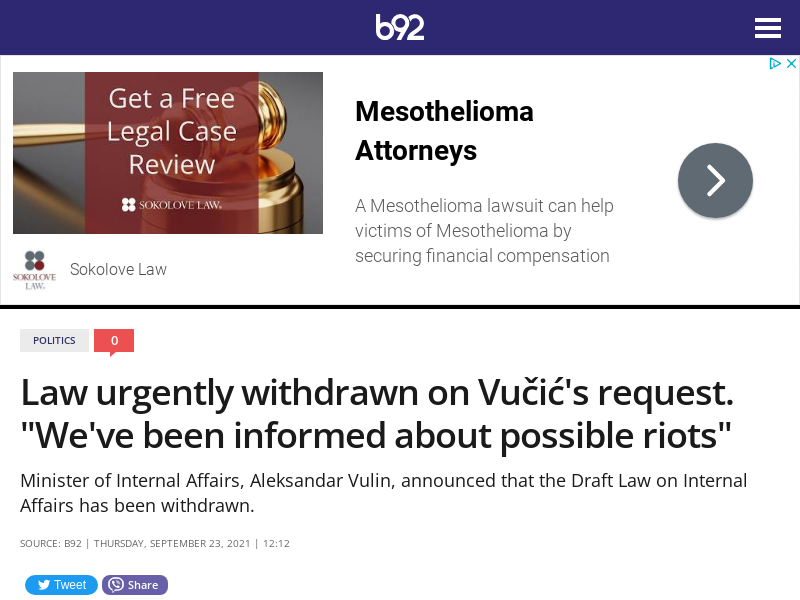 b92
Get a Free
Legal Case
Review
SOKOLOVE LAW
Mesothelioma
Attorneys
A Mesothelioma lawsuit can help
victims of Mesothelioma by
securing financial compensation
SOKOLOVE
LAW
Sokolove Law
POLITICS
0
Law urgently withdrawn on Vučić's request.
"We've been informed about possible riots"
Minister of Internal Affairs, Aleksandar Vulin, announced that the Draft Law on Internal
Affairs has been withdrawn.
SOURCE: B92 | THURSDAY, SEPTEMBER 23, 2021 | 12:12
Tweet
Share